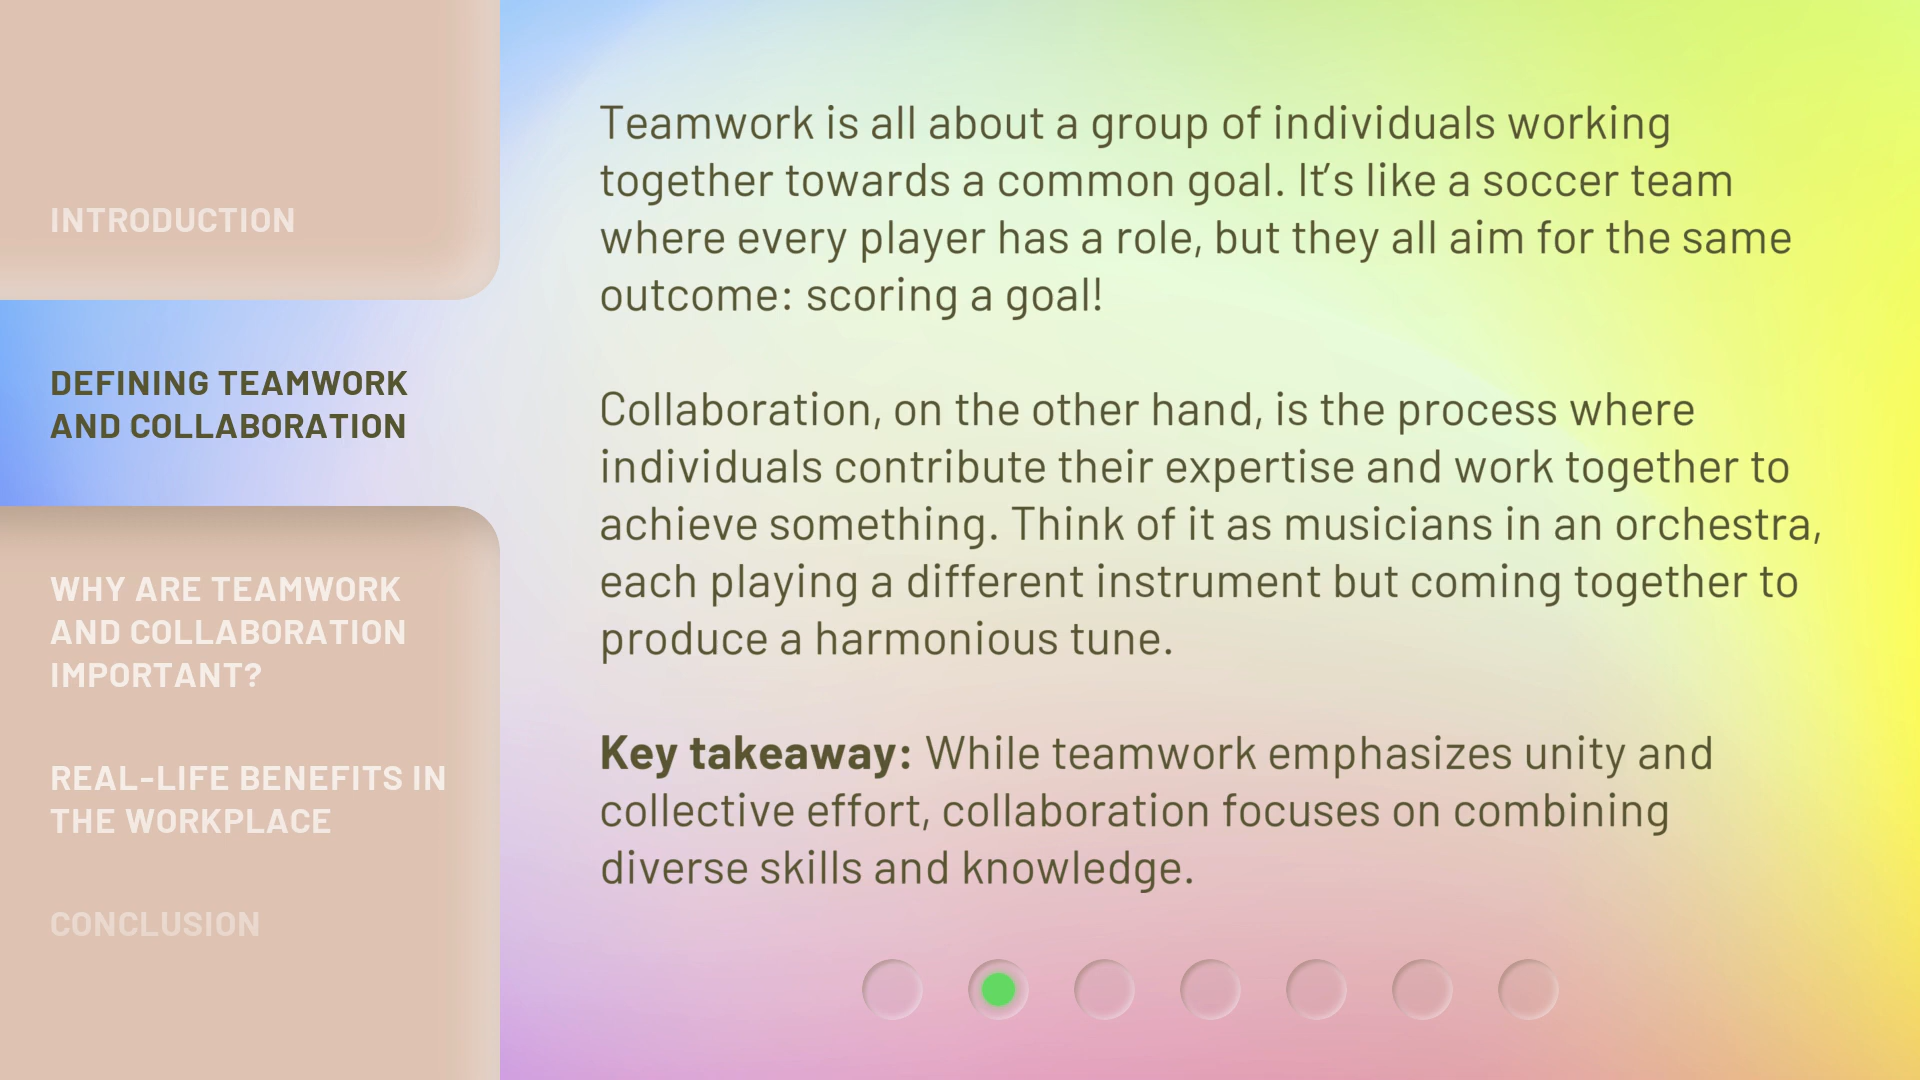 INTRODUCTION
DEFINING TEAMWORK
AND COLLABORATION
WHY ARE TEAMWORK
AND COLLABORATION
IMPORTANT?
REAL-LIFE BENEFITS IN
THE WORKPLACE
CONCLUSION
Teamwork is all about a group of individuals working
together towards a common goal. It’s like a soccer team
where every player has a role, but they all aim for the same
outcome: scoring a goal!
Collaboration, on the other hand, is the process where
individuals contribute their expertise and work together to
achieve something. Think of it as musicians in an orchestra,
each playing a different instrument but coming together to
produce a harmonious tune.
Key takeaway: While teamwork emphasizes unity and
collective effort, collaboration focuses on combining
diverse skills and knowledge.